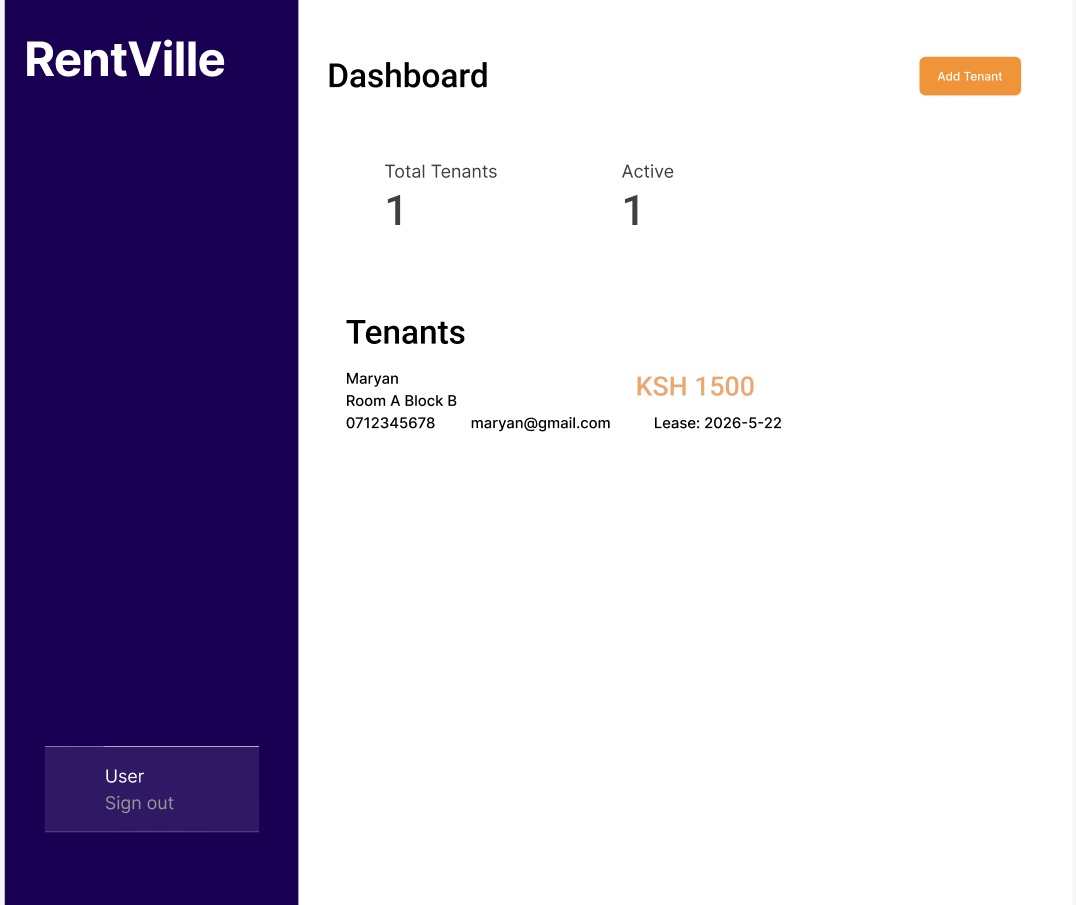 RentVille
Dashboard
Add Tenant
Total Tenants
Active
1
1
Tenants
Maryan
KSH 1500
Room A Block B
0712345678 maryan@gmail.com Lease: 2026-5-22
User
Sign out